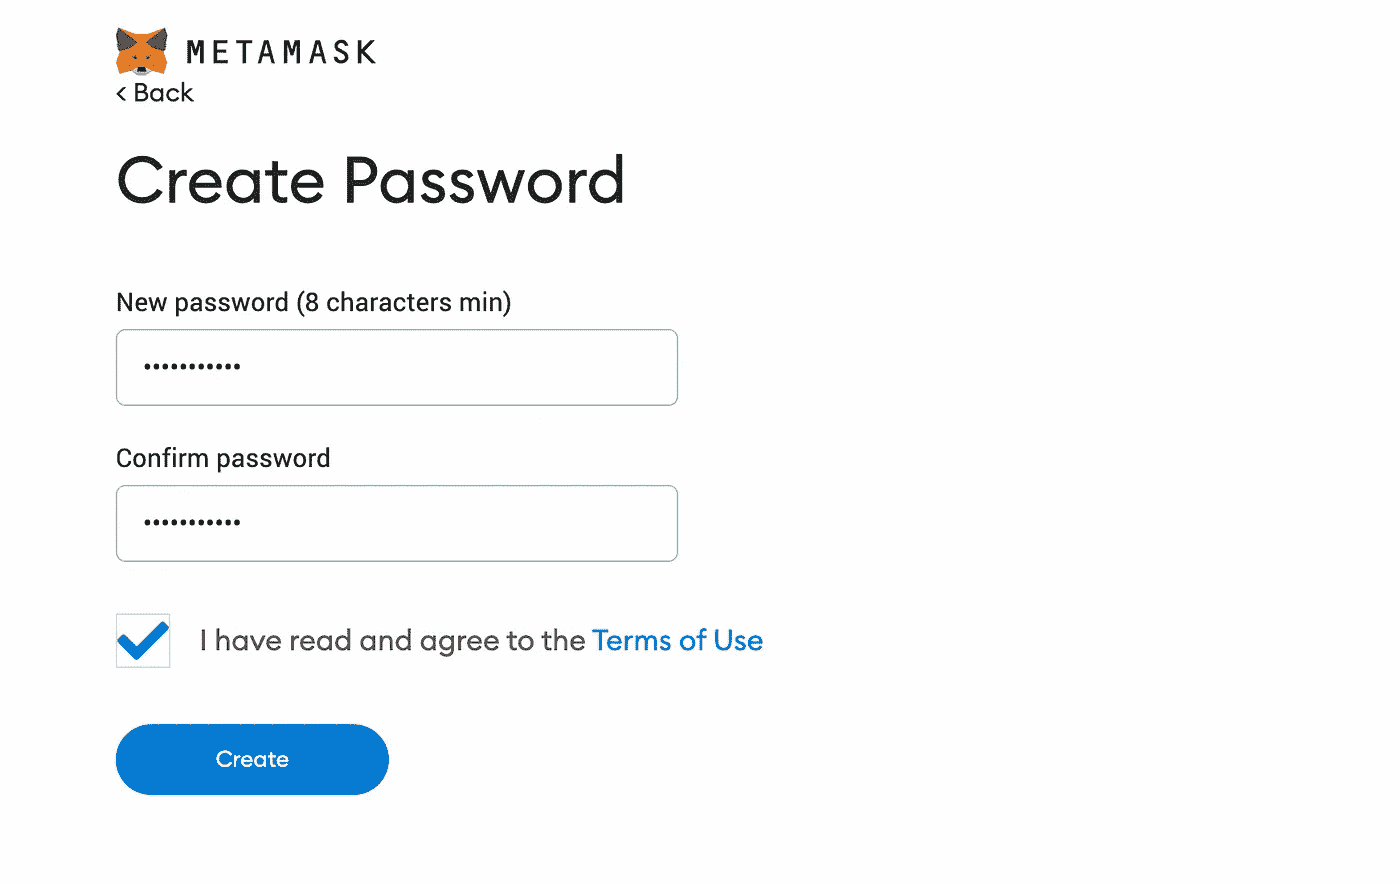 METAMASK
< Back
Create Password
New password (8 characters min)
•••••••••••
Confirm password
•••••••••••
I have read and agree to the Terms of Use
Create